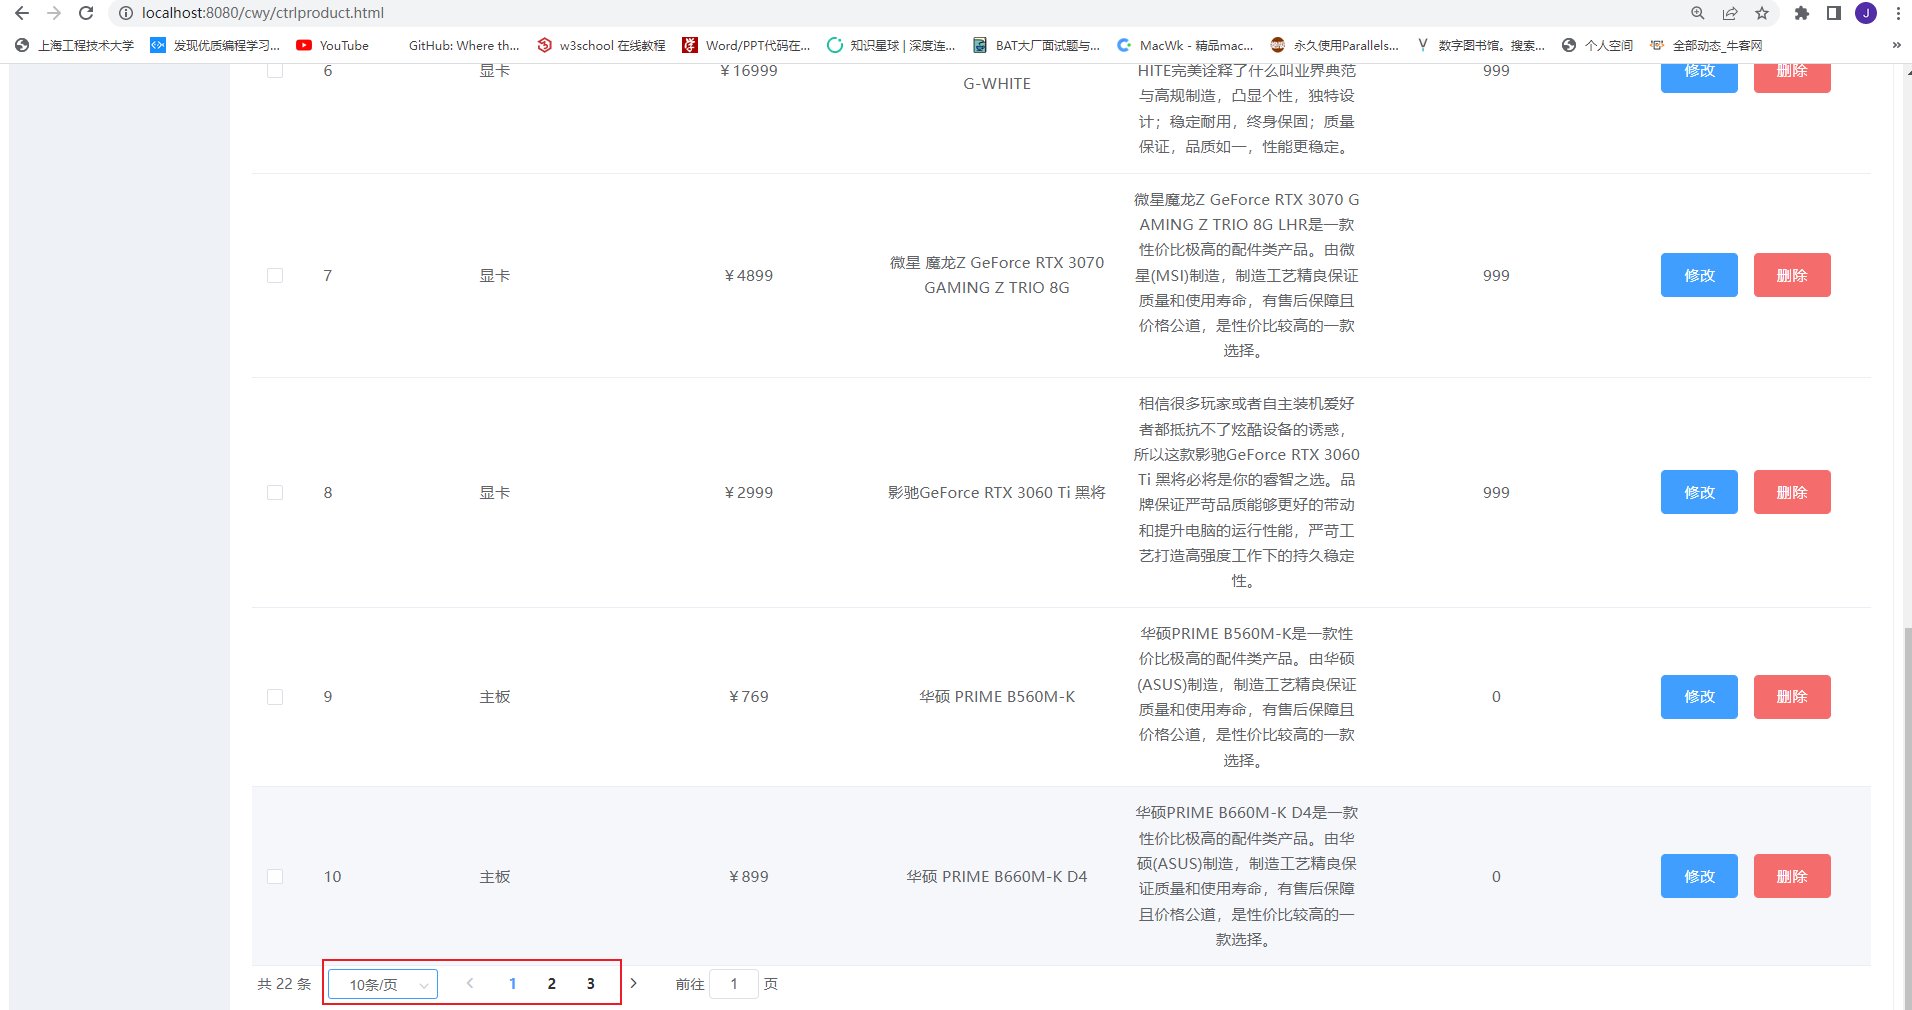 localhost:8080/cwy/ctrlproduct.html
J
上海工程技术大学
发现优质编程学习...
YouTube
GitHub: Where th...
w3school 在线教程
Word/PPT代码在...
知识星球 | 深度连...
BAT大厂面试题与...
MacWk - 精品mac...
永久使用Parallels...
数字图书馆。搜索...
个人空间
全部动态_牛客网
»
6
显卡
¥16999
G-WHITE
HITE完美诠释了什么叫业界典范
与高规制造，凸显个性，独特设
计；稳定耐用，终身保固；质量
保证，品质如一，性能更稳定。
999
修改
删除
7
显卡
¥4899
微星 魔龙Z GeForce RTX 3070
GAMING Z TRIO 8G
微星魔龙Z GeForce RTX 3070 G
AMING Z TRIO 8G LHR是一款
性价比极高的配件类产品。由微
星(MSI)制造，制造工艺精良保证
质量和使用寿命，有售后保障且
价格公道，是性价比较高的一款
选择。
999
修改
删除
8
显卡
¥2999
影驰GeForce RTX 3060 Ti 黑将
相信很多玩家或者自主装机爱好
者都抵抗不了炫酷设备的诱惑，
所以这款影驰GeForce RTX 3060
Ti 黑将必将是你的睿智之选。品
牌保证严苛品质能够更好的带动
和提升电脑的运行性能，严苛工
艺打造高强度工作下的持久稳定
性。
999
修改
删除
9
主板
¥769
华硕 PRIME B560M-K
华硕PRIME B560M-K是一款性
价比极高的配件类产品。由华硕
(ASUS)制造，制造工艺精良保证
质量和使用寿命，有售后保障且
价格公道，是性价比较高的一款
选择。
0
修改
删除
10
主板
¥899
华硕 PRIME B660M-K D4
华硕PRIME B660M-K D4是一款
性价比极高的配件类产品。由华
硕(ASUS)制造，制造工艺精良保
证质量和使用寿命，有售后保障
且价格公道，是性价比较高的一
款选择。
0
修改
删除
共 22 条
10条/页
1
2
3
前往 1 页